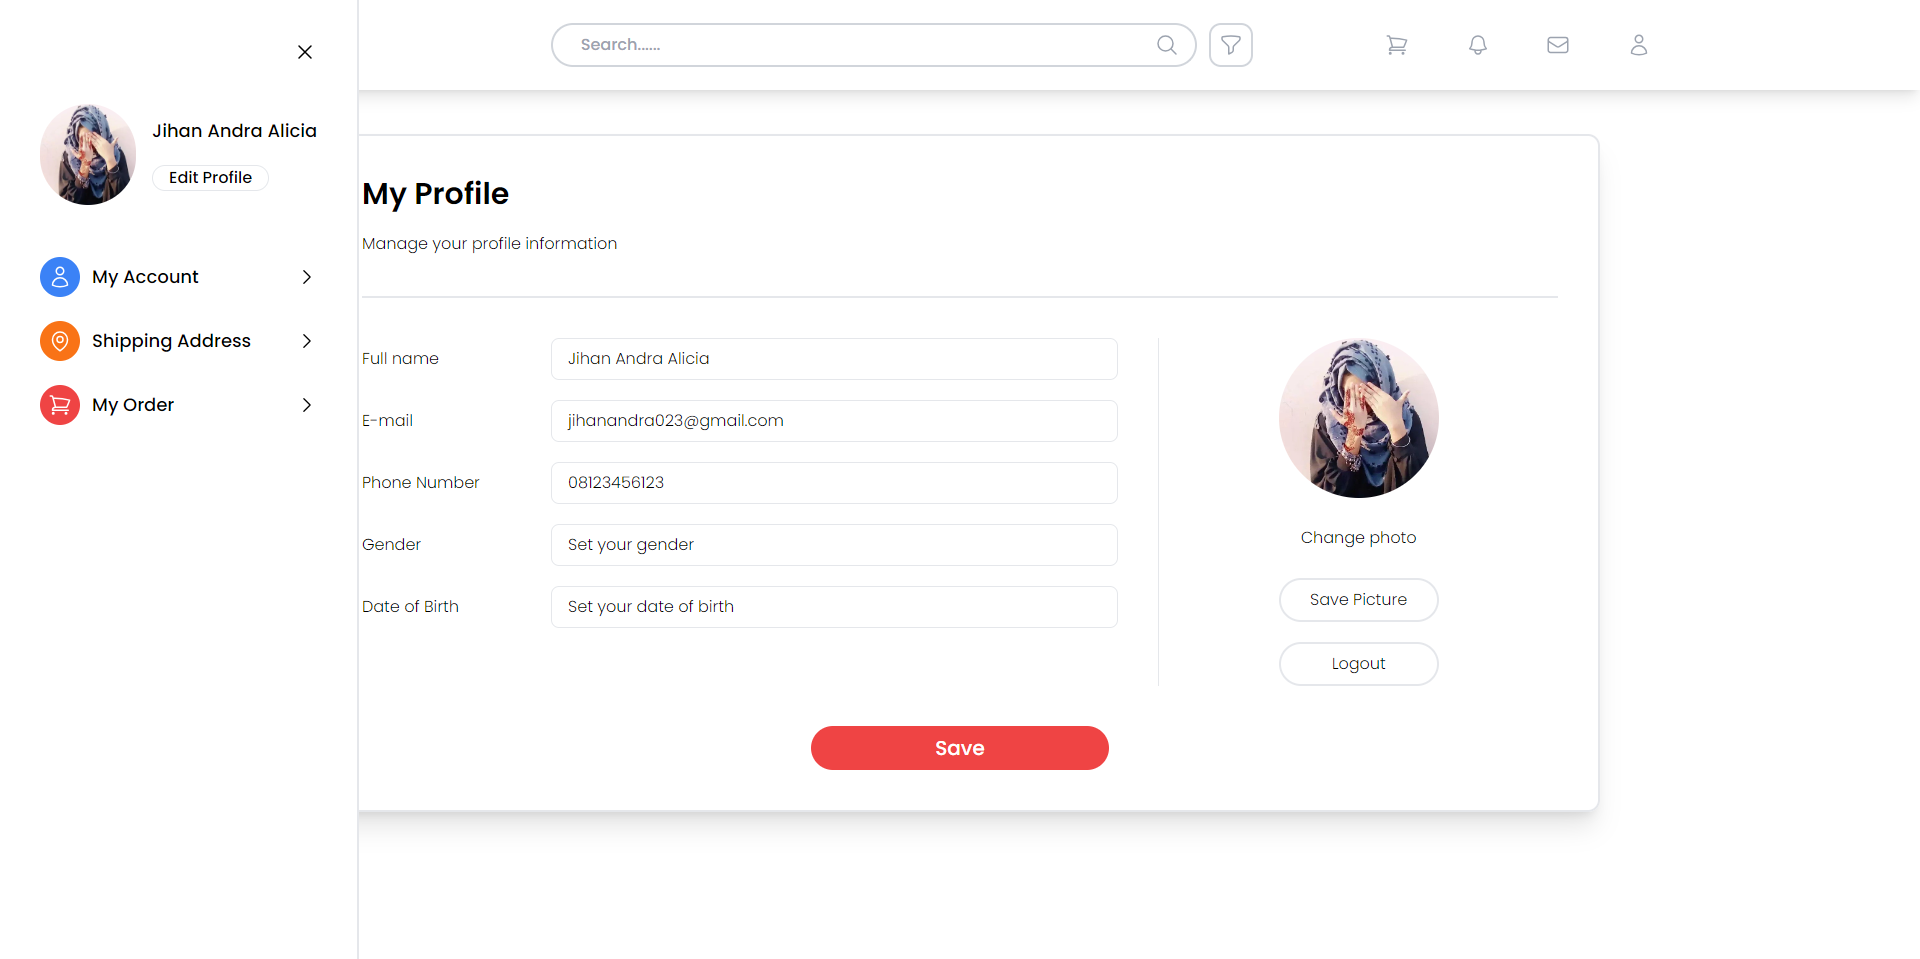 Search......
Jihan Andra Alicia
Edit Profile
My Account
Shipping Address
My Order
My Profile
Manage your profile information
Full name
Jihan Andra Alicia
E-mail
jihanandra023@gmail.com
Phone Number
08123456123
Gender
Set your gender
Date of Birth
Set your date of birth
Change photo
Save Picture
Logout
Save